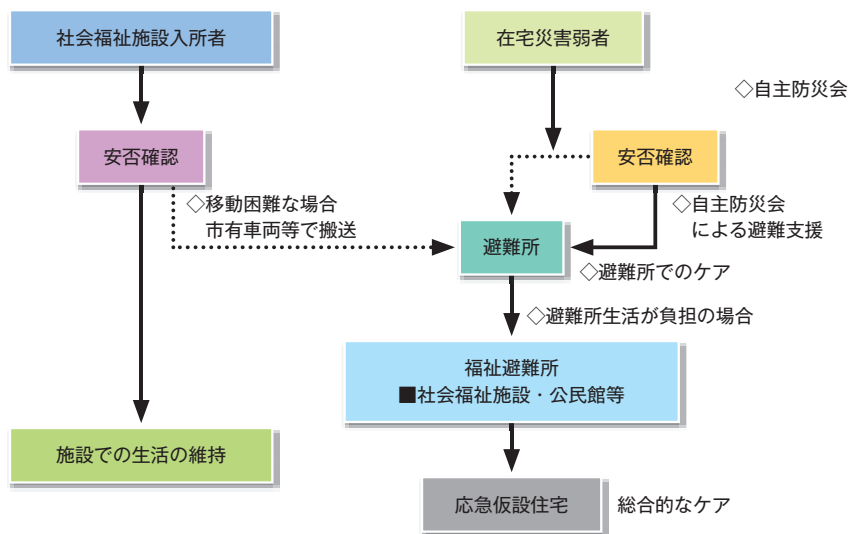 社会福祉施設入所者
在宅災害弱者
◇自主防災会
安否確認
安否確認
◇移動困難な場合
市有車両等で搬送
◇自主防災会
による避難支援
避難所
◇避難所でのケア
◇避難所生活が負担の場合
福祉避難所
■社会福祉施設・公民館等
施設での生活の維持
応急仮設住宅
総合的なケア